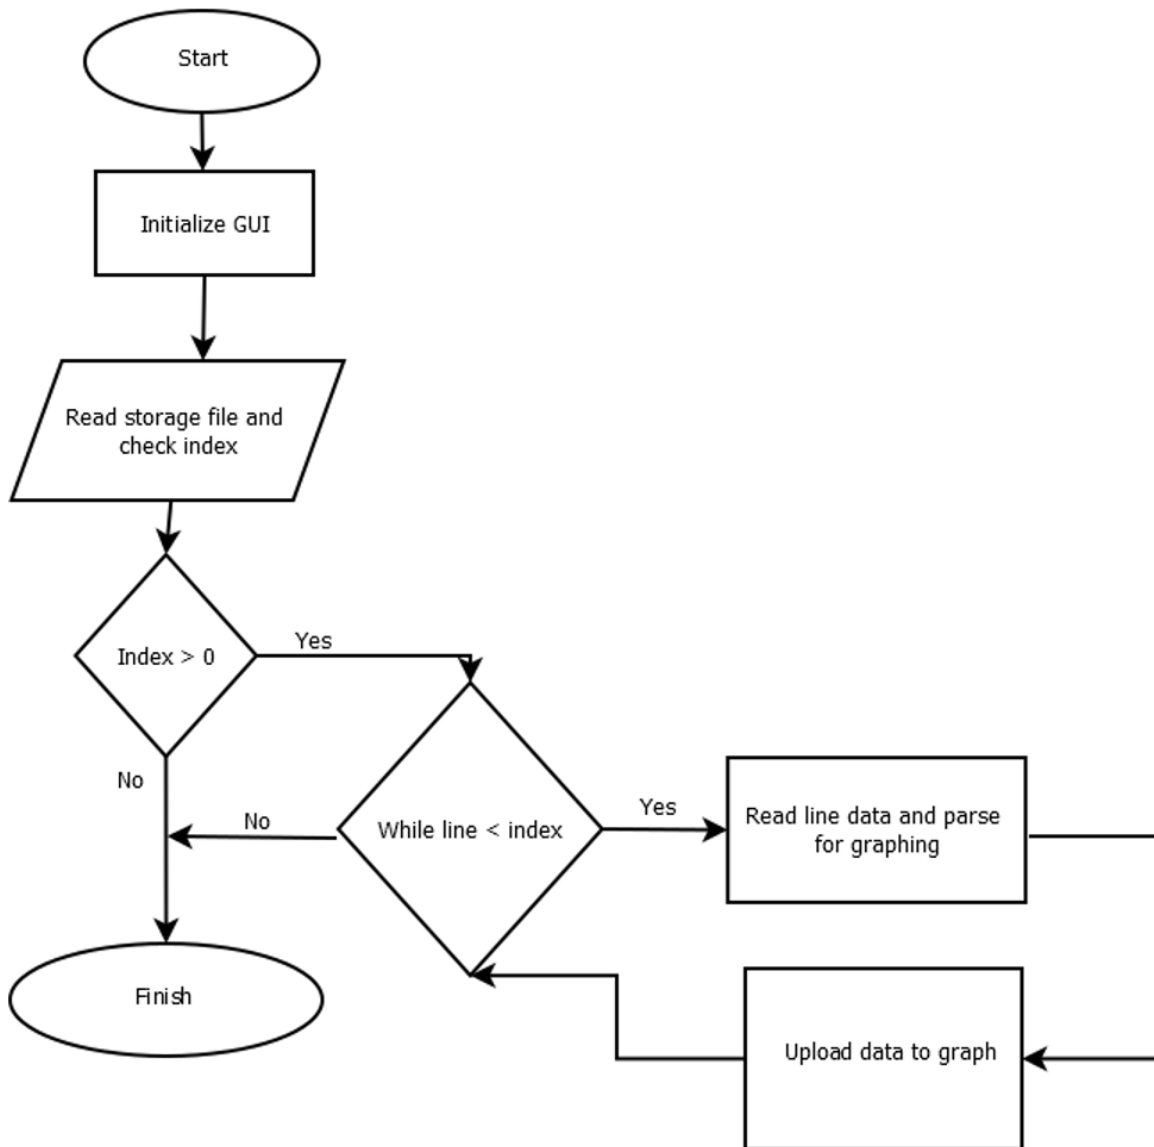 Start
Initialize GUI
Read storage file and
check index
Index > 0
Yes
No
While line < index
No
Yes
Read line data and parse
for graphing
Upload data to graph
Finish